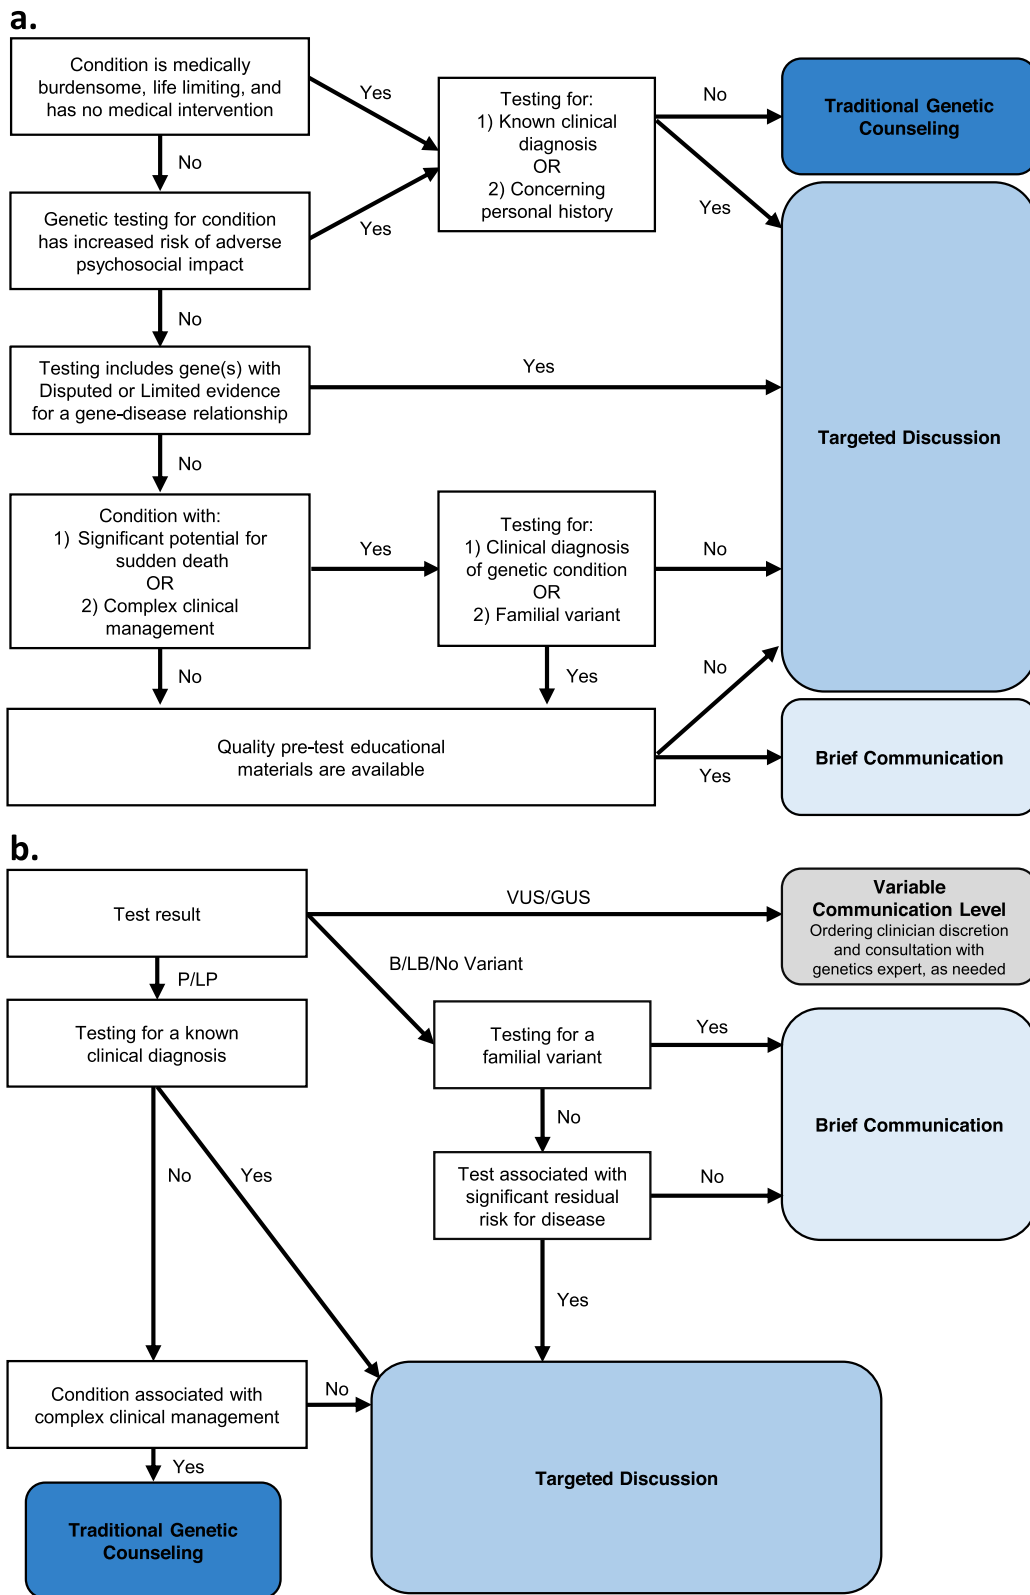 a.
Condition is medically
burdensome, life limiting, and
has no medical intervention
Yes
Testing for:
1) Known clinical
diagnosis
OR
2) Concerning
personal history
No
Traditional Genetic
Counseling
No
Yes
Genetic testing for condition
has increased risk of adverse
psychosocial impact
Yes
No
Testing includes gene(s) with
Disputed or Limited evidence
for a gene-disease relationship
Yes
Targeted Discussion
No
Condition with:
1) Significant potential for
sudden death
OR
2) Complex clinical
management
Yes
Testing for:
1) Clinical diagnosis
of genetic condition
OR
2) Familial variant
No
No
Yes
No
Quality pre-test educational
materials are available
Yes
Brief Communication
b.
Test result
VUS/GUS
Variable
Communication Level
Ordering clinician discretion
and consultation with
genetics expert, as needed
B/LB/No Variant
P/LP
Testing for a known
clinical diagnosis
Testing for a
familial variant
Yes
Brief Communication
No
No
Yes
Test associated with
significant residual
risk for disease
No
Yes
Condition associated with
complex clinical management
No
Yes
Targeted Discussion
Traditional Genetic
Counseling